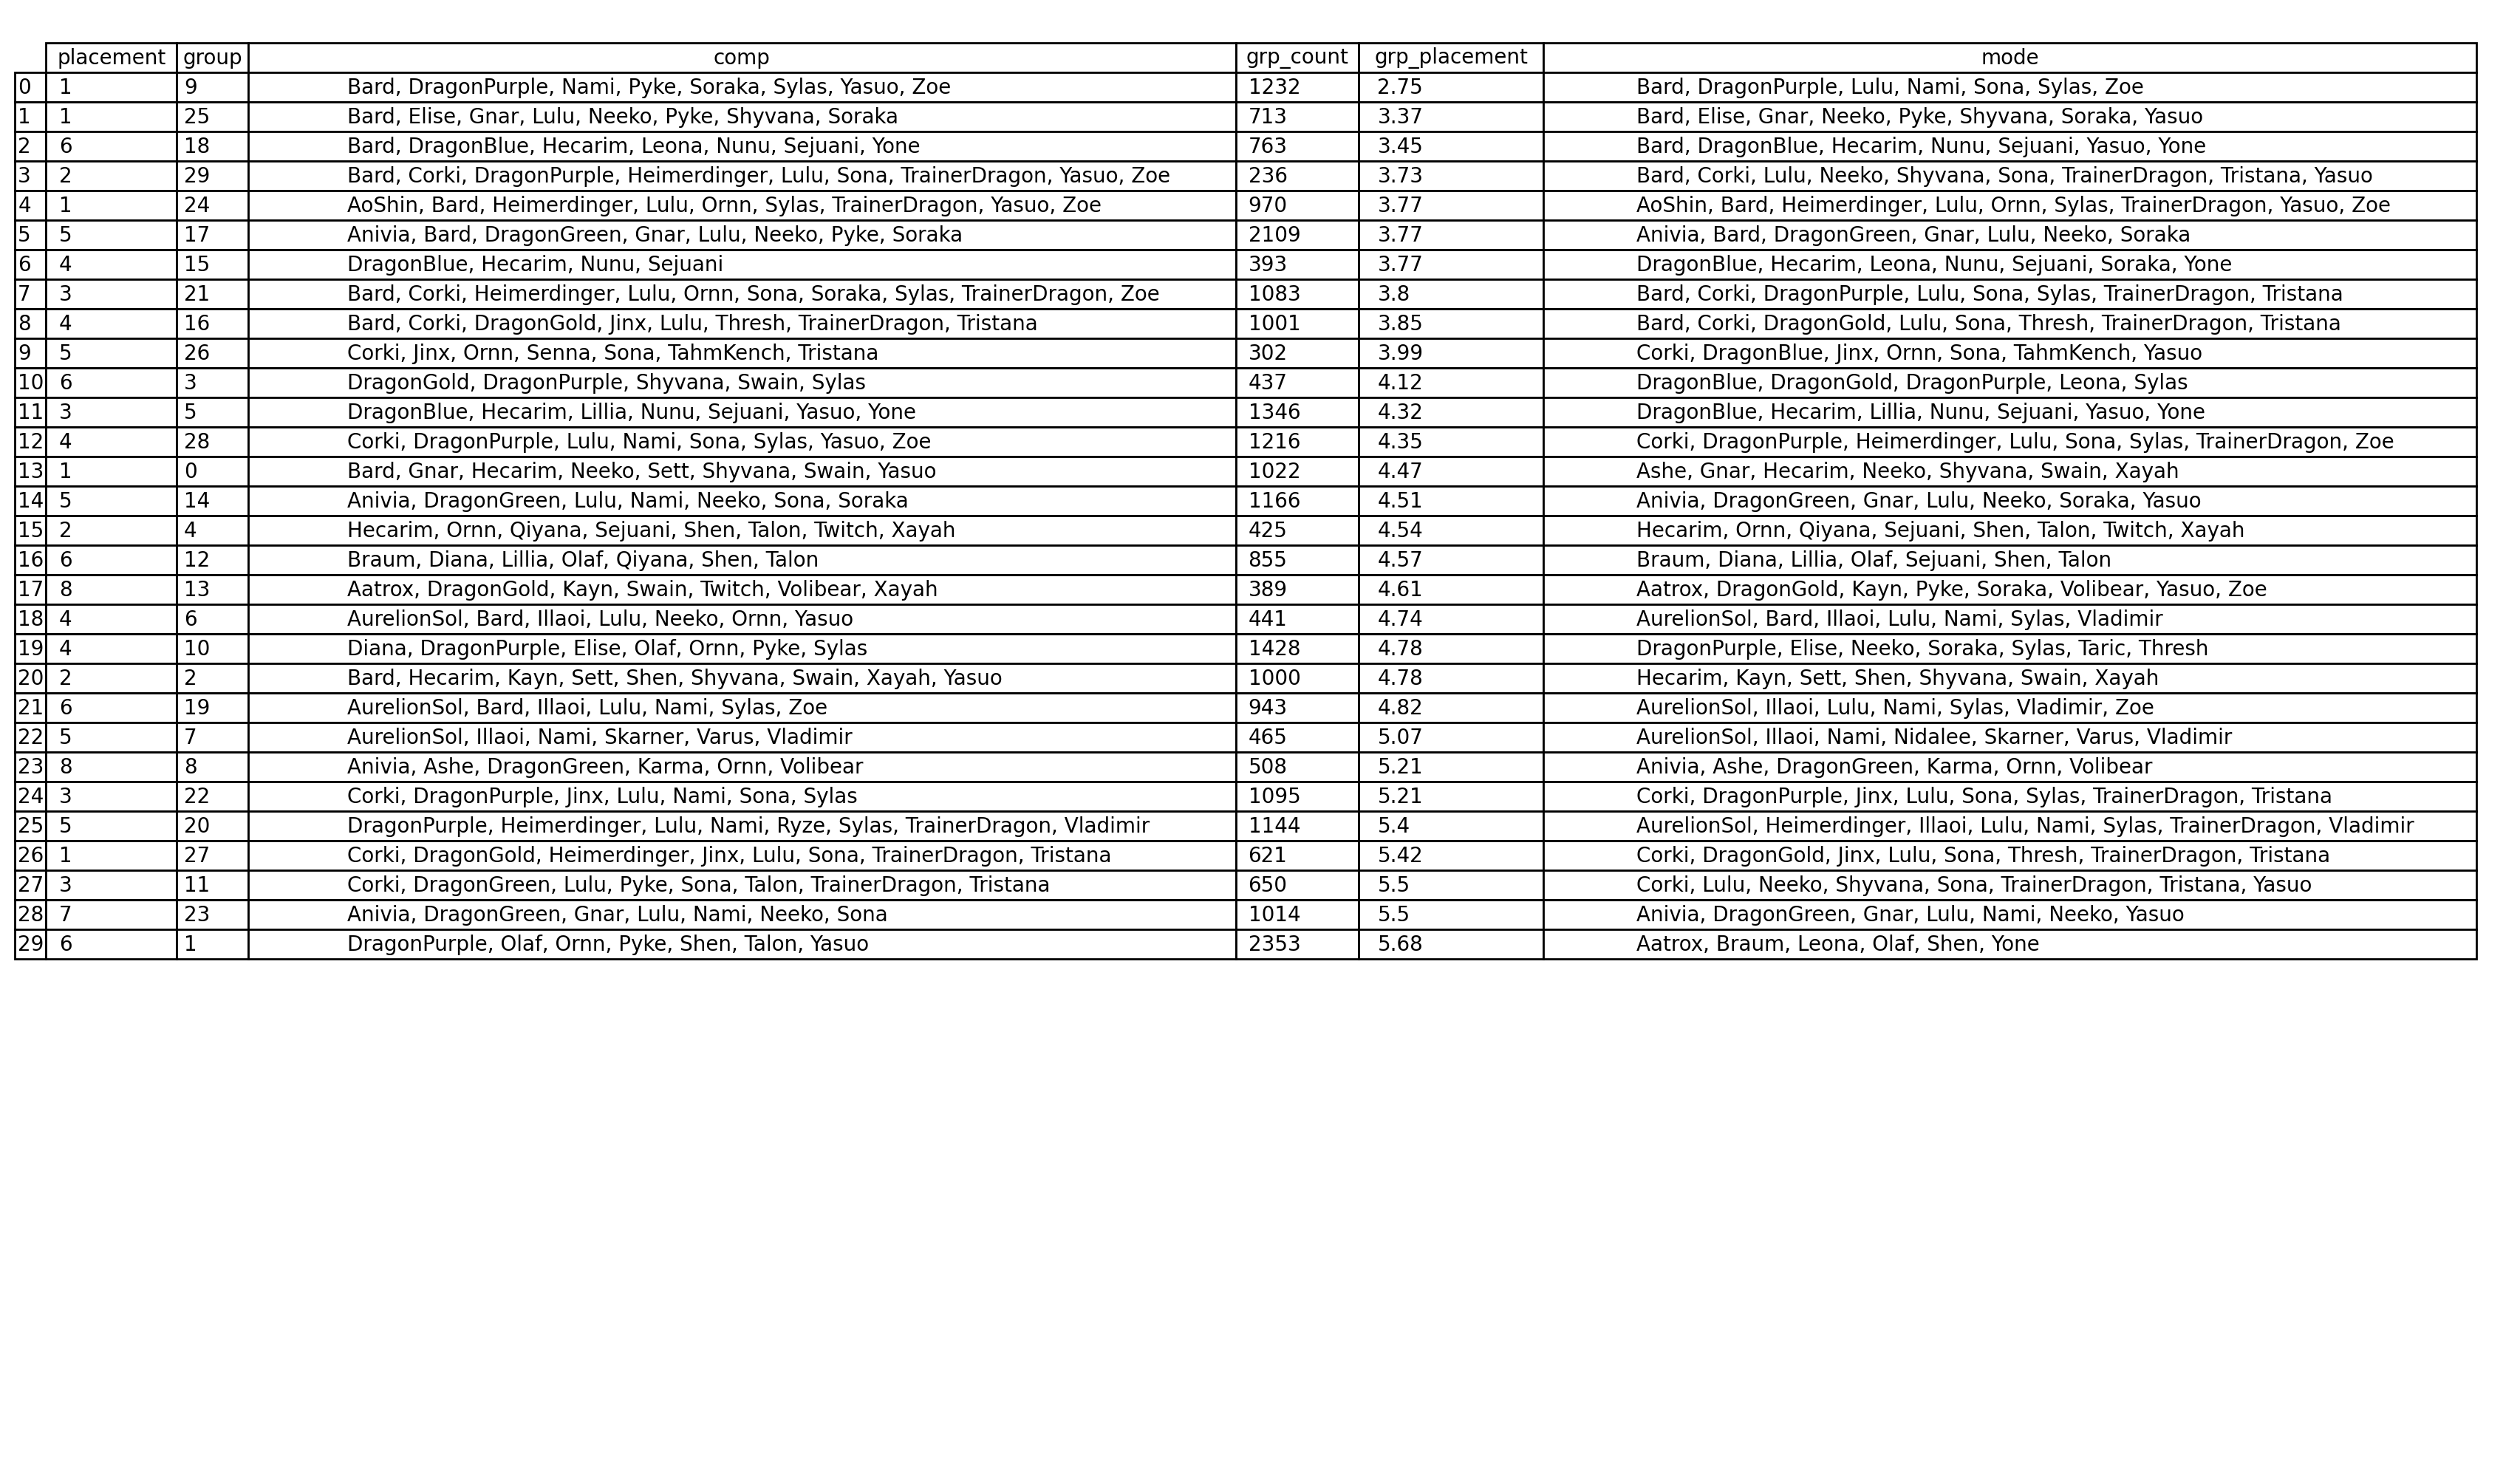 placement group comp grp_count grp_placement mode
0 1 9 Bard, DragonPurple, Nami, Pyke, Soraka, Sylas, Yasuo, Zoe 1232 2.75 Bard, DragonPurple, Lulu, Nami, Sona, Sylas, Zoe
1 1 25 Bard, Elise, Gnar, Lulu, Neeko, Pyke, Shyvana, Soraka 713 3.37 Bard, Elise, Gnar, Neeko, Pyke, Shyvana, Soraka, Yasuo
2 6 18 Bard, DragonBlue, Hecarim, Leona, Nunu, Sejuani, Yone 763 3.45 Bard, DragonBlue, Hecarim, Nunu, Sejuani, Yasuo, Yone
3 2 29 Bard, Corki, DragonPurple, Heimerdinger, Lulu, Sona, TrainerDragon, Yasuo, Zoe 236 3.73 Bard, Corki, Lulu, Neeko, Shyvana, Sona, TrainerDragon, Tristana, Yasuo
4 1 24 AoShin, Bard, Heimerdinger, Lulu, Ornn, Sylas, TrainerDragon, Yasuo, Zoe 970 3.77 AoShin, Bard, Heimerdinger, Lulu, Ornn, Sylas, TrainerDragon, Yasuo, Zoe
5 5 17 Anivia, Bard, DragonGreen, Gnar, Lulu, Neeko, Pyke, Soraka 2109 3.77 Anivia, Bard, DragonGreen, Gnar, Lulu, Neeko, Soraka
6 4 15 DragonBlue, Hecarim, Nunu, Sejuani 393 3.77 DragonBlue, Hecarim, Leona, Nunu, Sejuani, Soraka, Yone
7 3 21 Bard, Corki, Heimerdinger, Lulu, Ornn, Sona, Soraka, Sylas, TrainerDragon, Zoe 1083 3.8 Bard, Corki, DragonPurple, Lulu, Sona, Sylas, TrainerDragon, Tristana
8 4 16 Bard, Corki, DragonGold, Jinx, Lulu, Thresh, TrainerDragon, Tristana 1001 3.85 Bard, Corki, DragonGold, Lulu, Sona, Thresh, TrainerDragon, Tristana
9 5 26 Corki, Jinx, Ornn, Senna, Sona, TahmKench, Tristana 302 3.99 Corki, DragonBlue, Jinx, Ornn, Sona, TahmKench, Yasuo
10 6 3 DragonGold, DragonPurple, Shyvana, Swain, Sylas 437 4.12 DragonBlue, DragonGold, DragonPurple, Leona, Sylas
11 3 5 DragonBlue, Hecarim, Lillia, Nunu, Sejuani, Yasuo, Yone 1346 4.32 DragonBlue, Hecarim, Lillia, Nunu, Sejuani, Yasuo, Yone
12 4 28 Corki, DragonPurple, Lulu, Nami, Sona, Sylas, Yasuo, Zoe 1216 4.35 Corki, DragonPurple, Heimerdinger, Lulu, Sona, Sylas, TrainerDragon, Zoe
13 1 0 Bard, Gnar, Hecarim, Neeko, Sett, Shyvana, Swain, Yasuo 1022 4.47 Ashe, Gnar, Hecarim, Neeko, Shyvana, Swain, Xayah
14 5 14 Anivia, DragonGreen, Lulu, Nami, Neeko, Sona, Soraka 1166 4.51 Anivia, DragonGreen, Gnar, Lulu, Neeko, Soraka, Yasuo
15 2 4 Hecarim, Ornn, Qiyana, Sejuani, Shen, Talon, Twitch, Xayah 425 4.54 Hecarim, Ornn, Qiyana, Sejuani, Shen, Talon, Twitch, Xayah
16 6 12 Braum, Diana, Lillia, Olaf, Qiyana, Shen, Talon 855 4.57 Braum, Diana, Lillia, Olaf, Sejuani, Shen, Talon
17 8 13 Aatrox, DragonGold, Kayn, Swain, Twitch, Volibear, Xayah 389 4.61 Aatrox, DragonGold, Kayn, Pyke, Soraka, Volibear, Yasuo, Zoe
18 4 6 AurelionSol, Bard, Illaoi, Lulu, Neeko, Ornn, Yasuo 441 4.74 AurelionSol, Bard, Illaoi, Lulu, Nami, Sylas, Vladimir
19 4 10 Diana, DragonPurple, Elise, Olaf, Ornn, Pyke, Sylas 1428 4.78 DragonPurple, Elise, Neeko, Soraka, Sylas, Taric, Thresh
20 2 2 Bard, Hecarim, Kayn, Sett, Shen, Shyvana, Swain, Xayah, Yasuo 1000 4.78 Hecarim, Kayn, Sett, Shen, Shyvana, Swain, Xayah
21 6 19 AurelionSol, Bard, Illaoi, Lulu, Nami, Sylas, Zoe 943 4.82 AurelionSol, Illaoi, Lulu, Nami, Sylas, Vladimir, Zoe
22 5 7 AurelionSol, Illaoi, Nami, Skarner, Varus, Vladimir 465 5.07 AurelionSol, Illaoi, Nami, Nidalee, Skarner, Varus, Vladimir
23 8 8 Anivia, Ashe, DragonGreen, Karma, Ornn, Volibear 508 5.21 Anivia, Ashe, DragonGreen, Karma, Ornn, Volibear
24 3 22 Corki, DragonPurple, Jinx, Lulu, Nami, Sona, Sylas 1095 5.21 Corki, DragonPurple, Jinx, Lulu, Sona, Sylas, TrainerDragon, Tristana
25 5 20 DragonPurple, Heimerdinger, Lulu, Nami, Ryze, Sylas, TrainerDragon, Vladimir 1144 5.4 AurelionSol, Heimerdinger, Illaoi, Lulu, Nami, Sylas, TrainerDragon, Vladimir
26 1 27 Corki, DragonGold, Heimerdinger, Jinx, Lulu, Sona, TrainerDragon, Tristana 621 5.42 Corki, DragonGold, Jinx, Lulu, Sona, Thresh, TrainerDragon, Tristana
27 3 11 Corki, DragonGreen, Lulu, Pyke, Sona, Talon, TrainerDragon, Tristana 650 5.5 Corki, Lulu, Neeko, Shyvana, Sona, TrainerDragon, Tristana, Yasuo
28 7 23 Anivia, DragonGreen, Gnar, Lulu, Nami, Neeko, Sona 1014 5.5 Anivia, DragonGreen, Gnar, Lulu, Nami, Neeko, Yasuo
29 6 1 DragonPurple, Olaf, Ornn, Pyke, Shen, Talon, Yasuo 2353 5.68 Aatrox, Braum, Leona, Olaf, Shen, Yone